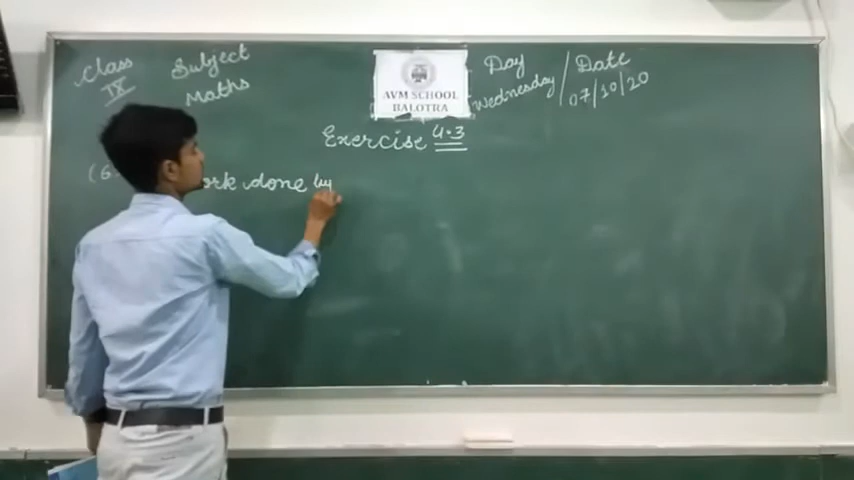 Class Subject Day / Date
IX Maths Wednesday / 07/10/20
AVM SCHOOL
BALOTRA
Exercise 4.3
(6 ork done by